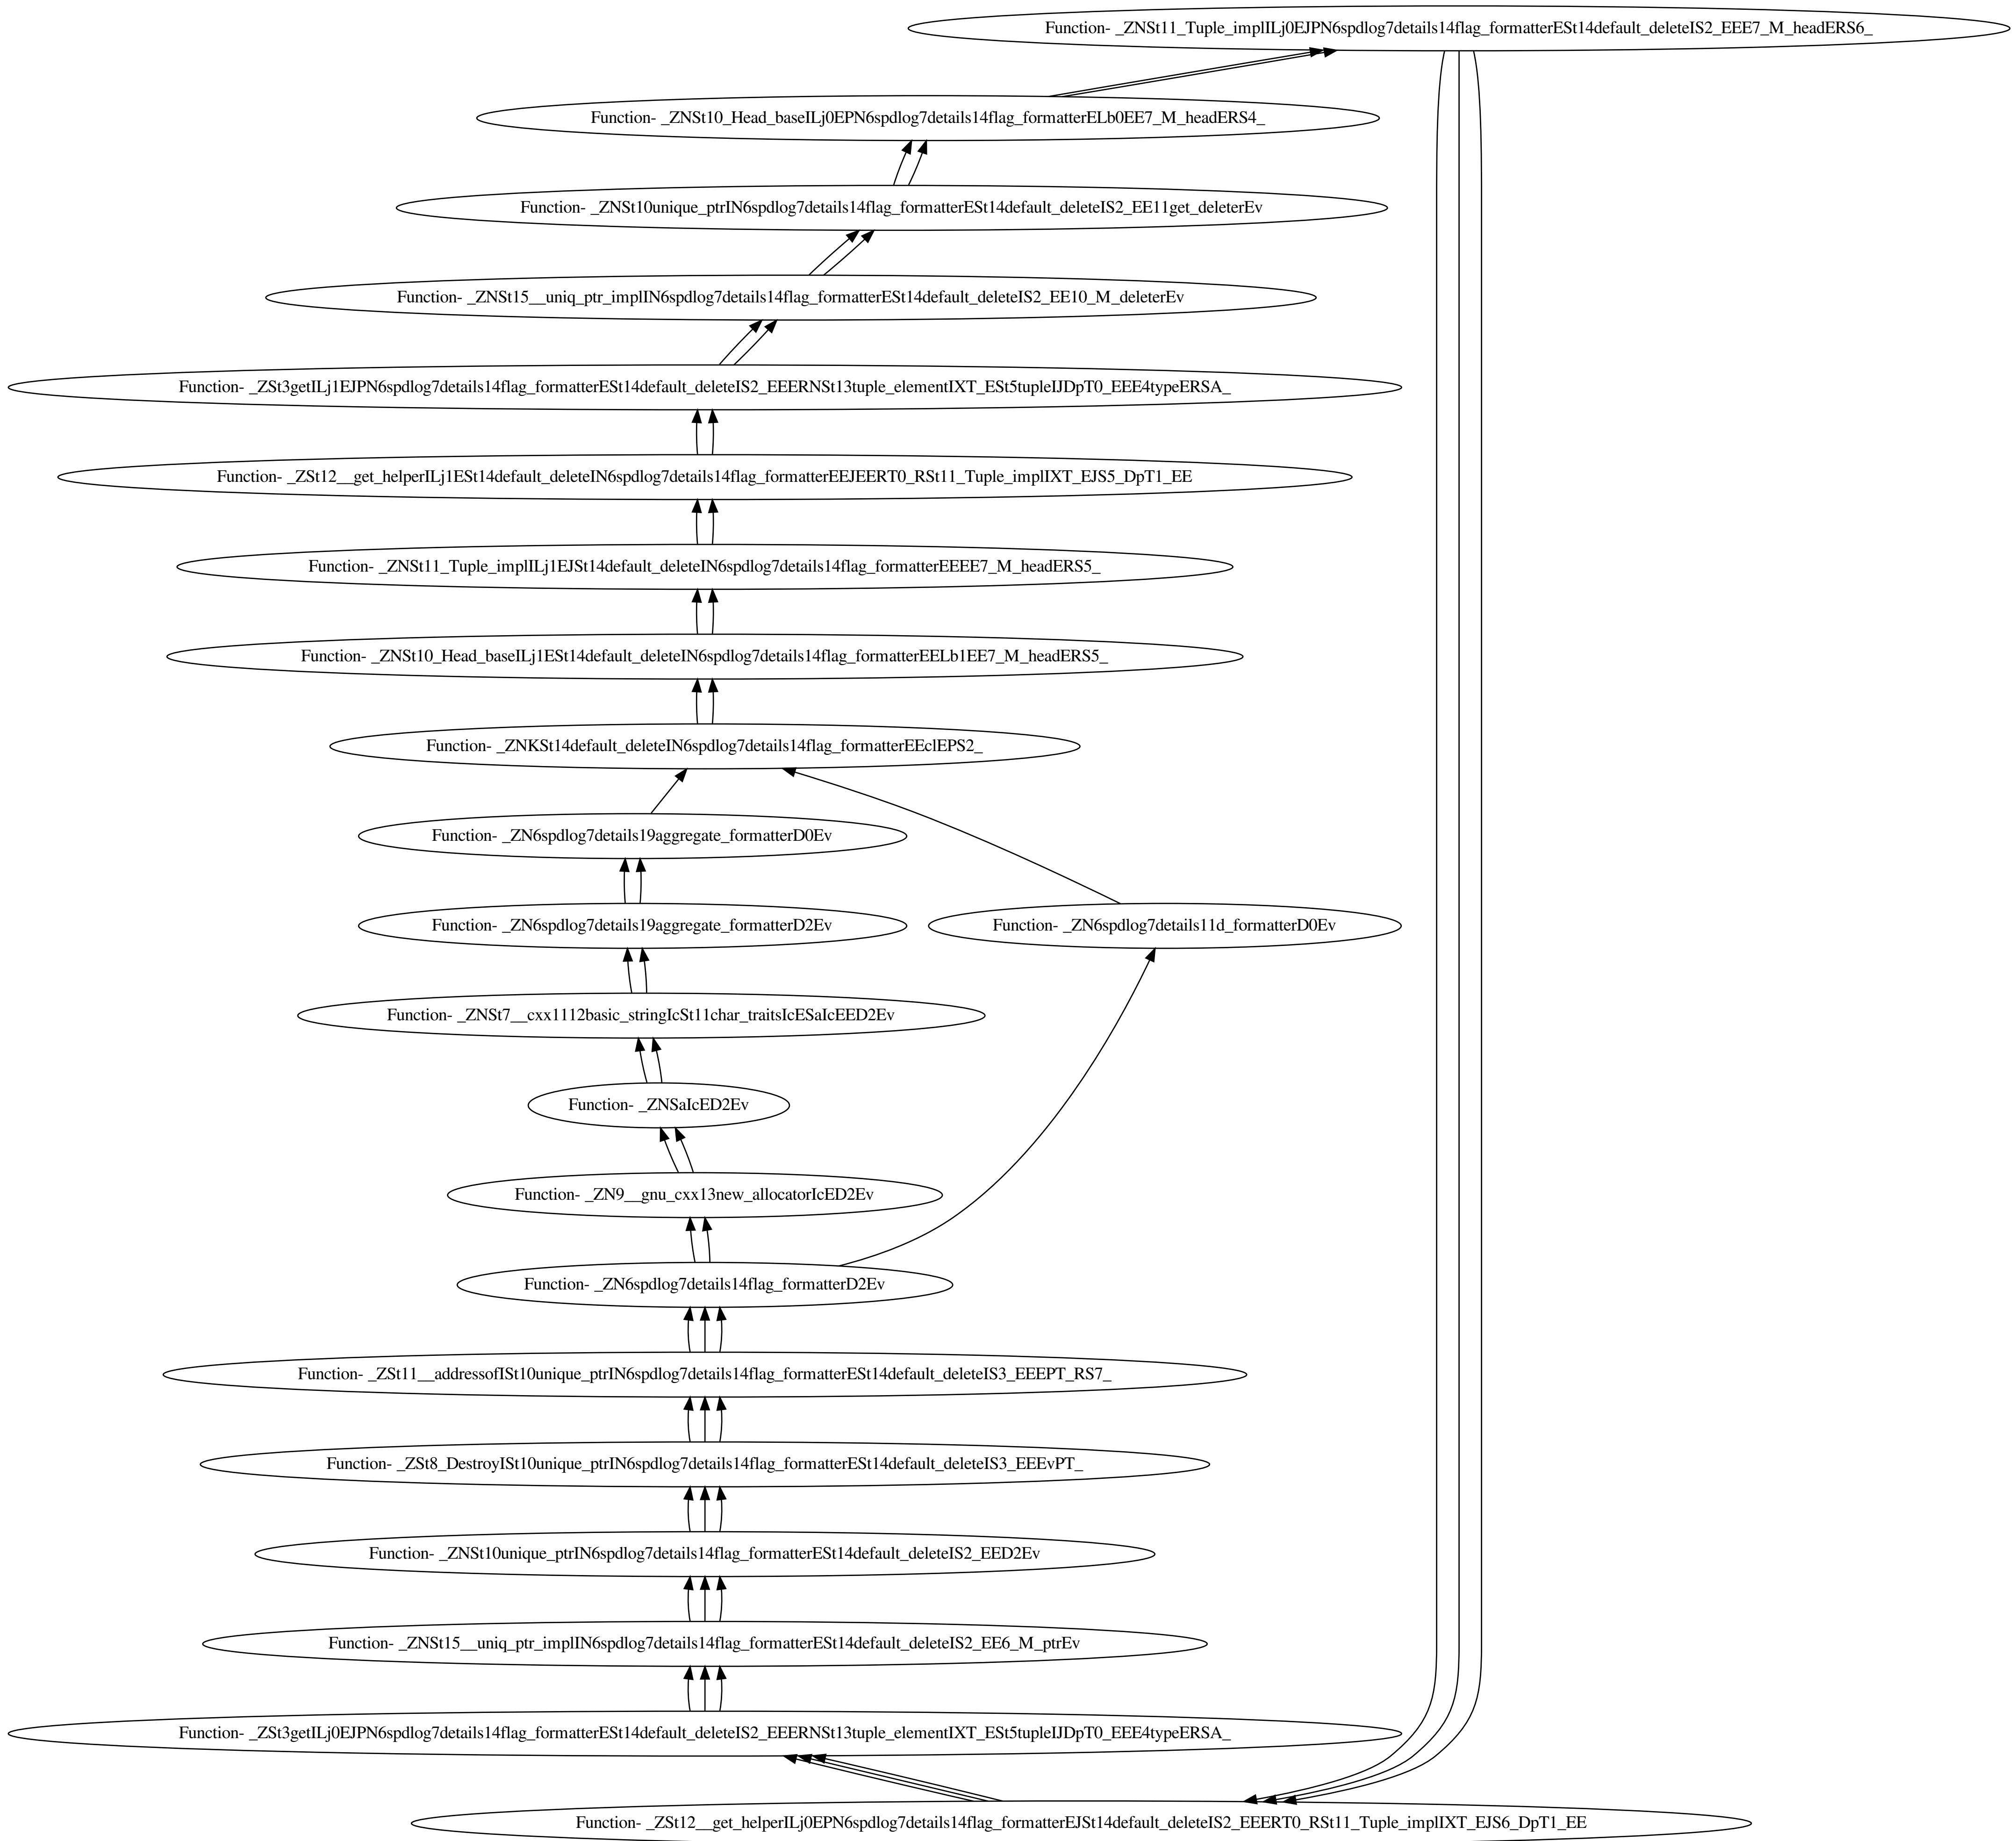 Function- _ZNSt11_Tuple_implILj0EJPN6spdlog7details14flag_formatterESt14default_deleteIS2_EEE7_M_headERS6_
Function- _ZNSt10_Head_baseILj0EPN6spdlog7details14flag_formatterELb0EE7_M_headERS4_
Function- _ZNSt10unique_ptrIN6spdlog7details14flag_formatterESt14default_deleteIS2_EE11get_deleterEv
Function- _ZNSt15__uniq_ptr_implIN6spdlog7details14flag_formatterESt14default_deleteIS2_EE10_M_deleterEv
Function- _ZSt3getILj1EJPN6spdlog7details14flag_formatterESt14default_deleteIS2_EEERNSt13tuple_elementIXT_ESt5tupleIJDpT0_EEE4typeERSA_
Function- _ZSt12__get_helperILj1ESt14default_deleteIN6spdlog7details14flag_formatterEEJEERT0_RSt11_Tuple_implIXT_EJS5_DpT1_EE
Function- _ZNSt11_Tuple_implILj1EJSt14default_deleteIN6spdlog7details14flag_formatterEEEE7_M_headERS5_
Function- _ZNSt10_Head_baseILj1ESt14default_deleteIN6spdlog7details14flag_formatterEELb1EE7_M_headERS5_
Function- _ZNKSt14default_deleteIN6spdlog7details14flag_formatterEEclEPS2_
Function- _ZN6spdlog7details19aggregate_formatterD0Ev
Function- _ZN6spdlog7details19aggregate_formatterD2Ev
Function- _ZN6spdlog7details11d_formatterD0Ev
Function- _ZNSt7__cxx1112basic_stringIcSt11char_traitsIcESaIcEED2Ev
Function- _ZNSaIcED2Ev
Function- _ZN9__gnu_cxx13new_allocatorIcED2Ev
Function- _ZN6spdlog7details14flag_formatterD2Ev
Function- _ZSt11__addressofISt10unique_ptrIN6spdlog7details14flag_formatterESt14default_deleteIS3_EEEPT_RS7_
Function- _ZSt8_DestroyISt10unique_ptrIN6spdlog7details14flag_formatterESt14default_deleteIS3_EEEvPT_
Function- _ZNSt10unique_ptrIN6spdlog7details14flag_formatterESt14default_deleteIS2_EED2Ev
Function- _ZNSt15__uniq_ptr_implIN6spdlog7details14flag_formatterESt14default_deleteIS2_EE6_M_ptrEv
Function- _ZSt3getILj0EJPN6spdlog7details14flag_formatterESt14default_deleteIS2_EEERNSt13tuple_elementIXT_ESt5tupleIJDpT0_EEE4typeERSA_
Function- _ZSt12__get_helperILj0EPN6spdlog7details14flag_formatterEJSt14default_deleteIS2_EEERT0_RSt11_Tuple_implIXT_EJS6_DpT1_EE